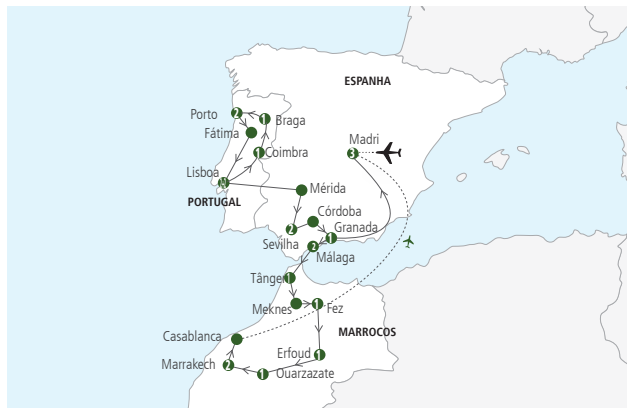 ESPANHA
Porto 2
1 Braga
Fátima
Madri
3
1 Coimbra
Lisboa
PORTUGAL
Mérida
Córdoba
Granada
2
1
Sevilha
2
Málaga
Tânger 1
Meknes
1
Fez
MARROCOS
Casablanca
Erfoud 1
Marrakech 2
1
Ouarzazate